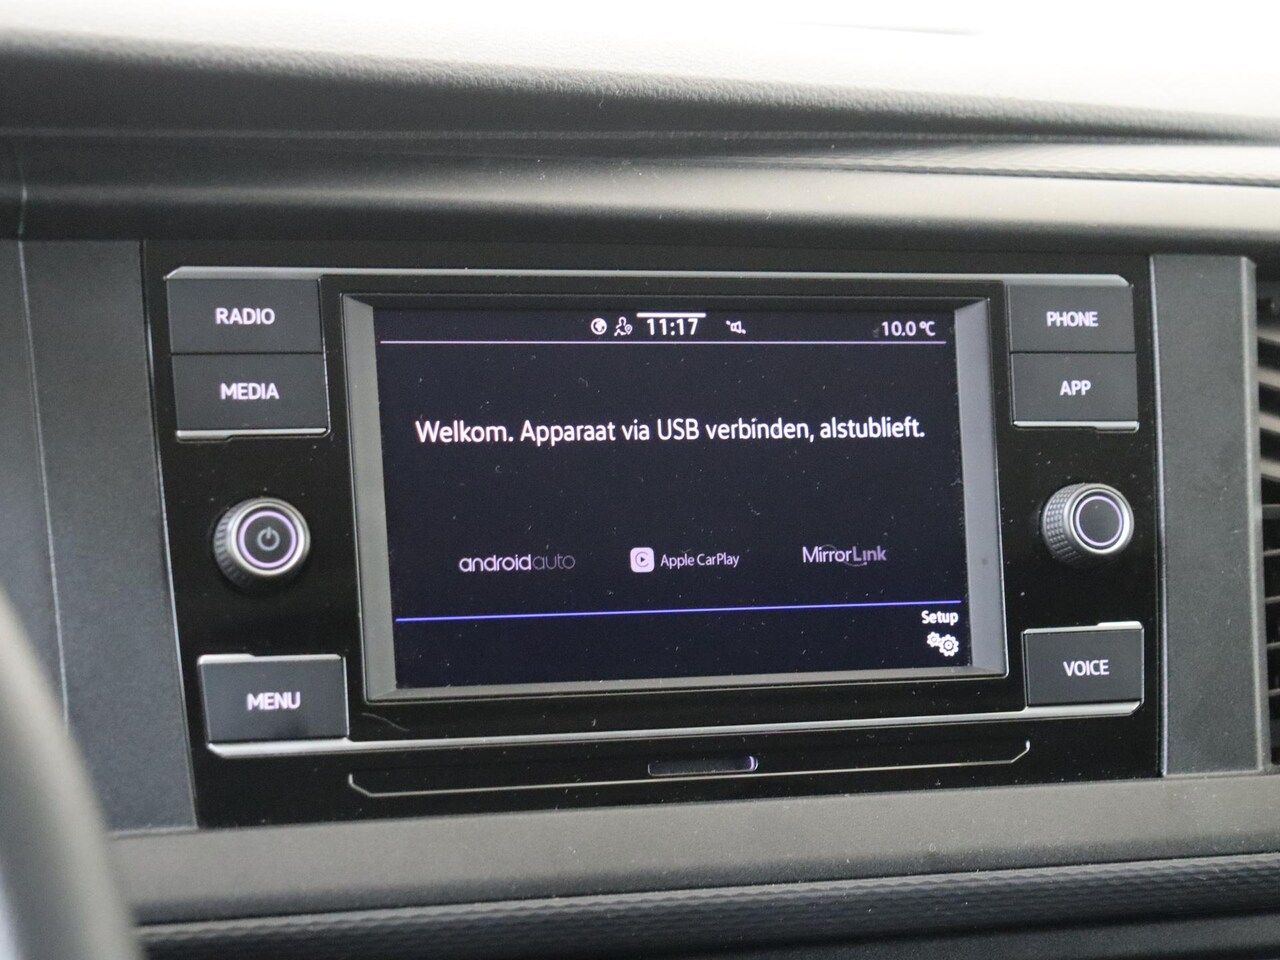 RADIO
MEDIA
MENU
11:17
10.0 °C
Welkom. Apparaat via USB verbinden, alstublieft.
androidauto
Apple CarPlay
MirrorLink
Setup
PHONE
APP
VOICE